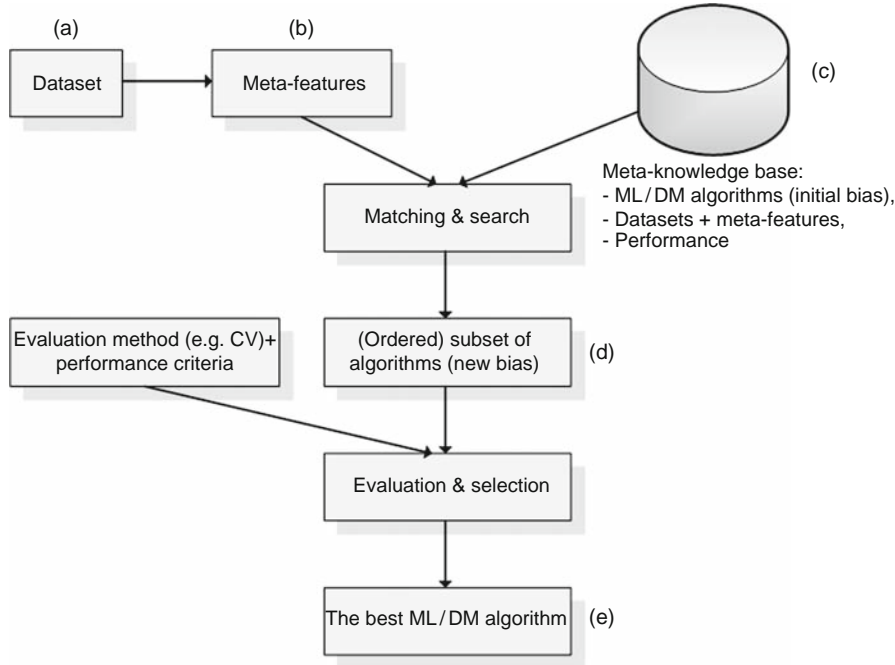 (a)
(b)
Dataset
Meta-features
(c)
Meta-knowledge base:
- ML/DM algorithms (initial bias),
- Datasets + meta-features,
- Performance
Matching & search
Evaluation method (e.g. CV)+
performance criteria
(Ordered) subset of
algorithms (new bias)
(d)
Evaluation & selection
The best ML/DM algorithm
(e)